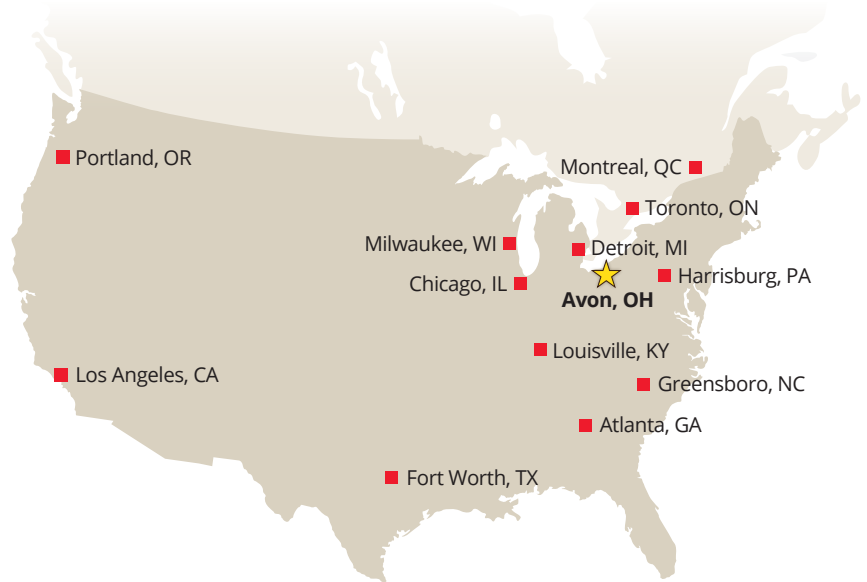 Portland, OR
Montreal, QC
Toronto, ON
Milwaukee, WI
Detroit, MI
Chicago, IL
Harrisburg, PA
Avon, OH
Louisville, KY
Los Angeles, CA
Greensboro, NC
Atlanta, GA
Fort Worth, TX